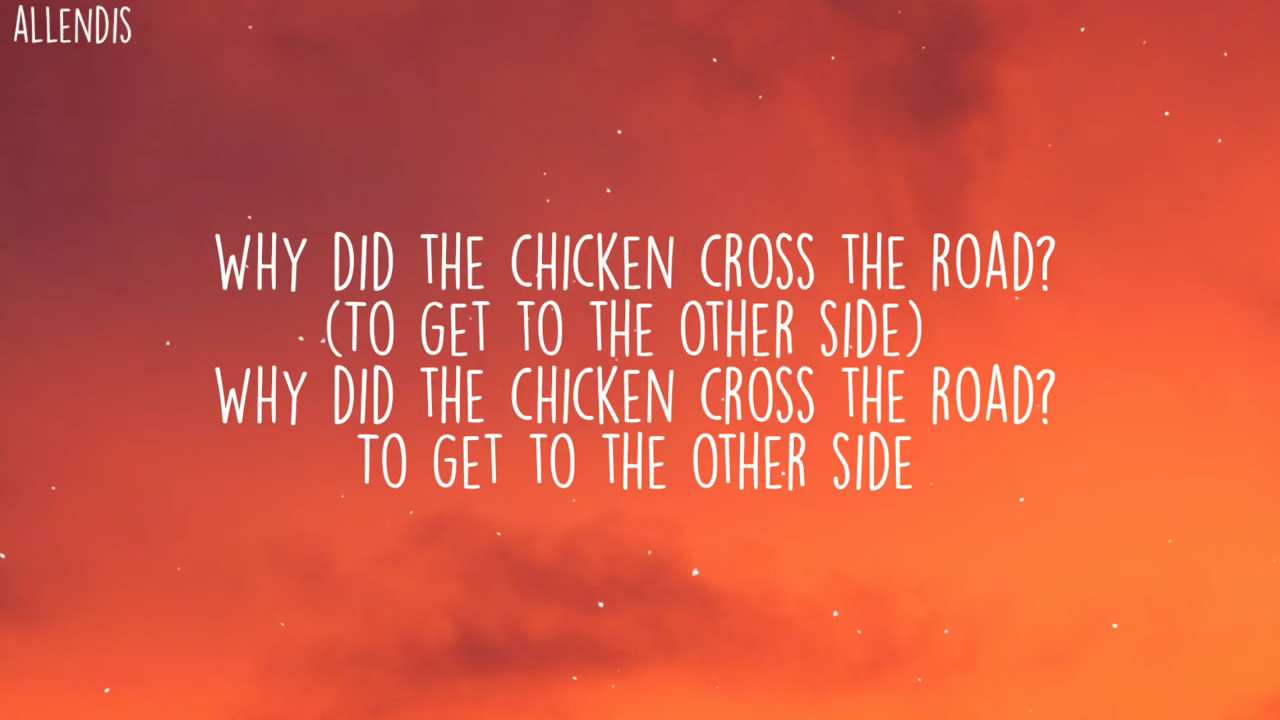 ALLENDIS
WHY DID THE CHICKEN CROSS THE ROAD?
(TO GET TO THE OTHER SIDE)
WHY DID THE CHICKEN CROSS THE ROAD?
TO GET TO THE OTHER SIDE